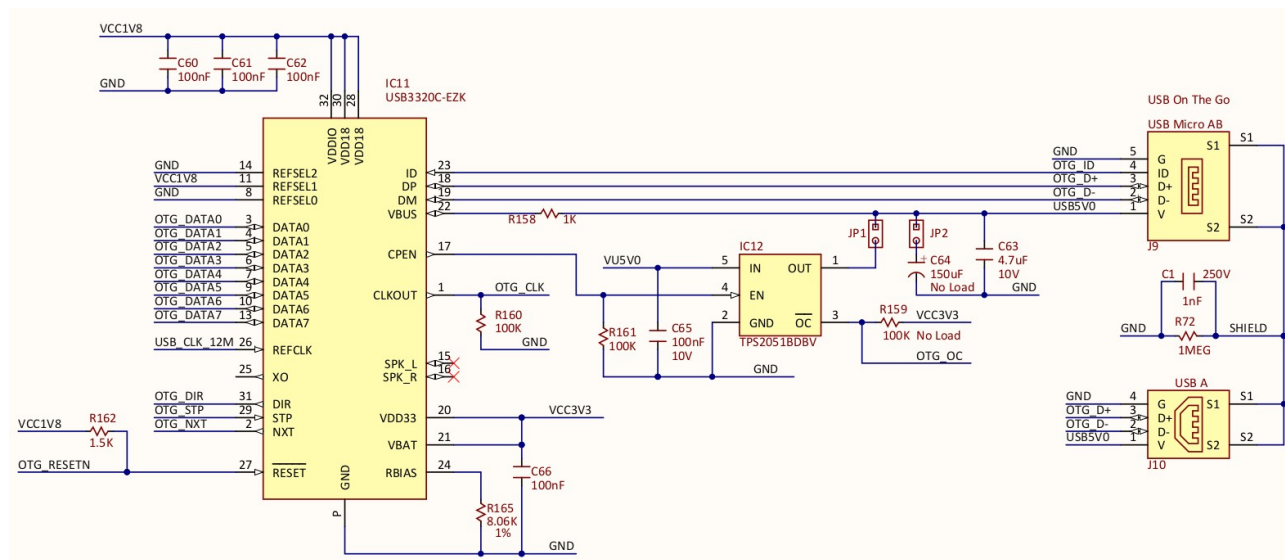 VCC1V8
C60
100nF
C61
100nF
C62
100nF
GND
IC11
USB3320C-EZK
32
30
28
VDDIO
VDD18
VDD18
GND 14 REFSEL2
VCC1V8 11 REFSEL1
GND 8 REFSEL0
OTG_DATA0 3 DATA0
OTG_DATA1 4 DATA1
OTG_DATA2 5 DATA2
OTG_DATA3 6 DATA3
OTG_DATA4 7 DATA4
OTG_DATA5 9 DATA5
OTG_DATA6 10 DATA6
OTG_DATA7 13 DATA7
USB_CLK_12M 26 REFCLK
25 XO
OTG_DIR 31 DIR
OTG_STP 29 STP
OTG_NXT 2 NXT
VCC1V8
R162
1.5K
OTG_RESETN 27 RESET
GND
P
ID 23
DP 18
DM 19
VBUS 22
R158 1K
CPEN 17
CLKOUT 1 OTG_CLK
R160
100K
GND
SPK_L 15
SPK_R 16
VDD33 20 VCC3V3
VBAT 21
RBIAS 24
C66
100nF
R165
8.06K
1%
GND
IC12
VU5V0 5 IN OUT 1
4 EN
2 GND OC 3
TPS2051BDBV
R161
100K
C65
100nF
10V
GND
JP1
JP2
C64
150uF
No Load
C63
4.7uF
10V
GND
R159 VCC3V3
100K No Load
OTG_OC
USB On The Go
USB Micro AB
GND 5 G S1 S1
OTG_ID 4 ID
OTG_D+ 3 D+
OTG_D- 2 D-
USB5V0 1 V S2 S2
J9
C1 250V
1nF
GND R72 SHIELD
1MEG
USB A
GND 4 G S1 S1
OTG_D+ 3 D+
OTG_D- 2 D-
USB5V0 1 V S2 S2
J10